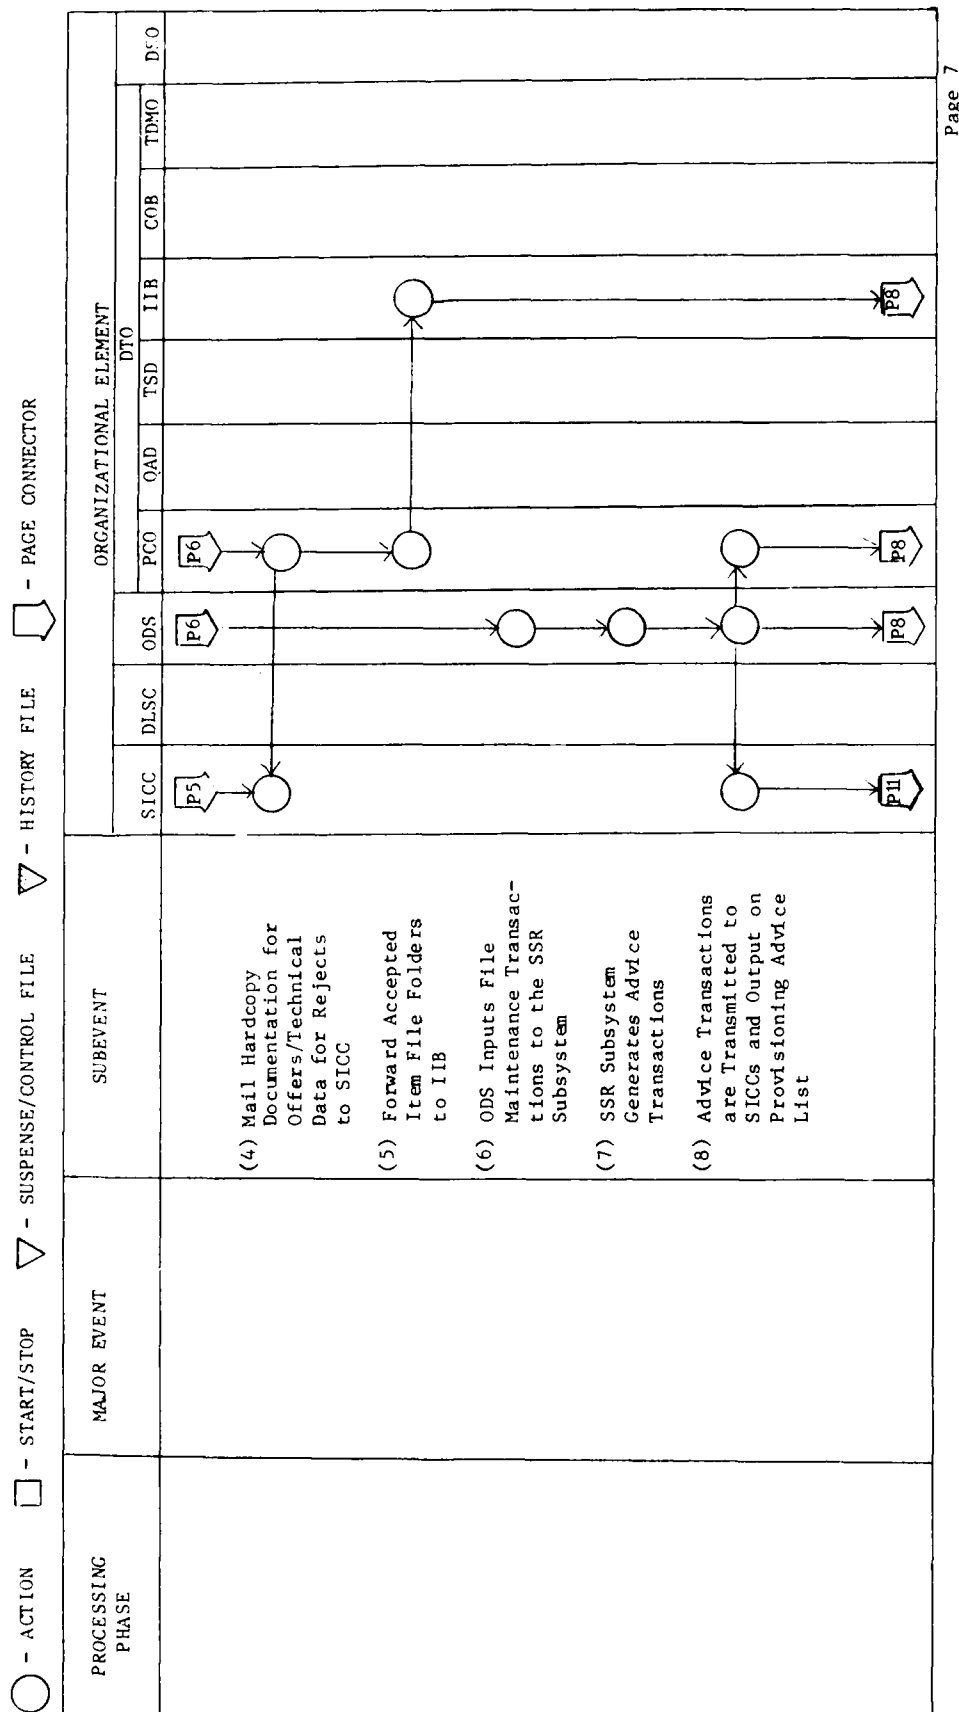 - ACTION
- START/STOP
- SUSPENSE/CONTROL FILE
- HISTORY FILE
- PAGE CONNECTOR
PROCESSING
PHASE
MAJOR EVENT
SUBEVENT
ORGANIZATIONAL ELEMENT
DTO
SICC
DLSC
ODS
PCO
QAD
TSD
IIB
COB
TDMO
DSO
P5
P6
P6
(4) Mail Hardcopy
Documentation for
Offers/Technical
Data for Rejects
to SICC
(5) Forward Accepted
Item File Folders
to IIB
(6) ODS Inputs File
Maintenance Transac-
tions to the SSR
Subsystem
(7) SSR Subsystem
Generates Advice
Transactions
(8) Advice Transactions
are Transmitted to
SICCs and Output on
Provisioning Advice
List
P11
P8
P8
P8
Page 7